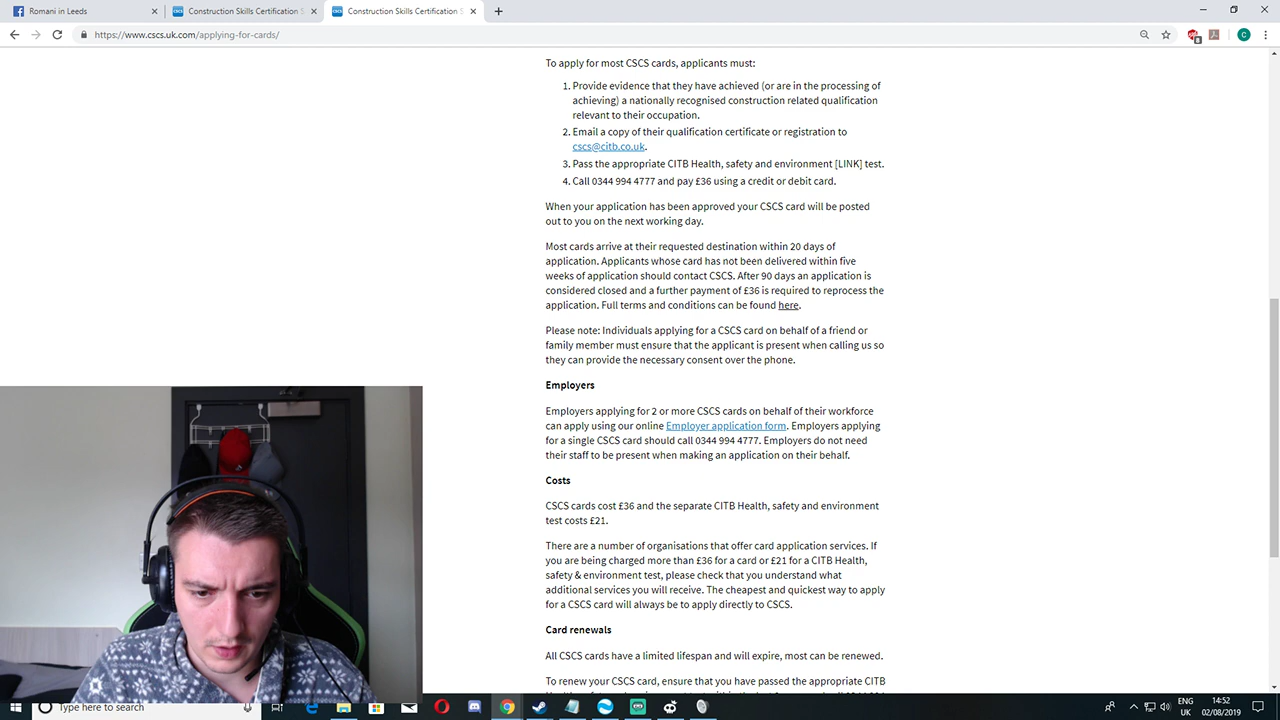 Romani in Leeds
Construction Skills Certification S
Construction Skills Certification S
https://www.cscs.uk.com/applying-for-cards/
To apply for most CSCS cards, applicants must:
1. Provide evidence that they have achieved (or are in the processing of
achieving) a nationally recognised construction related qualification
relevant to their occupation.
2. Email a copy of their qualification certificate or registration to
cscs@citb.co.uk.
3. Pass the appropriate CITB Health, safety and environment [LINK] test.
4. Call 0344 994 4777 and pay £36 using a credit or debit card.
When your application has been approved your CSCS card will be posted
out to you on the next working day.
Most cards arrive at their requested destination within 20 days of
application. Applicants whose card has not been delivered within five
weeks of application should contact CSCS. After 90 days an application is
considered closed and a further payment of £36 is required to reprocess the
application. Full terms and conditions can be found here.
Please note: Individuals applying for a CSCS card on behalf of a friend or
family member must ensure that the applicant is present when calling us so
they can provide the necessary consent over the phone.
Employers
Employers applying for 2 or more CSCS cards on behalf of their workforce
can apply using our online Employer application form. Employers applying
for a single CSCS card should call 0344 994 4777. Employers do not need
their staff to be present when making an application on their behalf.
Costs
CSCS cards cost £36 and the separate CITB Health, safety and environment
test costs £21.
There are a number of organisations that offer card application services. If
you are being charged more than £36 for a card or £21 for a CITB Health,
safety & environment test, please check that you understand what
additional services you will receive. The cheapest and quickest way to apply
for a CSCS card will always be to apply directly to CSCS.
Card renewals
All CSCS cards have a limited lifespan and will expire, most can be renewed.
To renew your CSCS card, ensure that you have passed the appropriate CITB
Type here to search
ENG
UK
14:52
02/08/2019